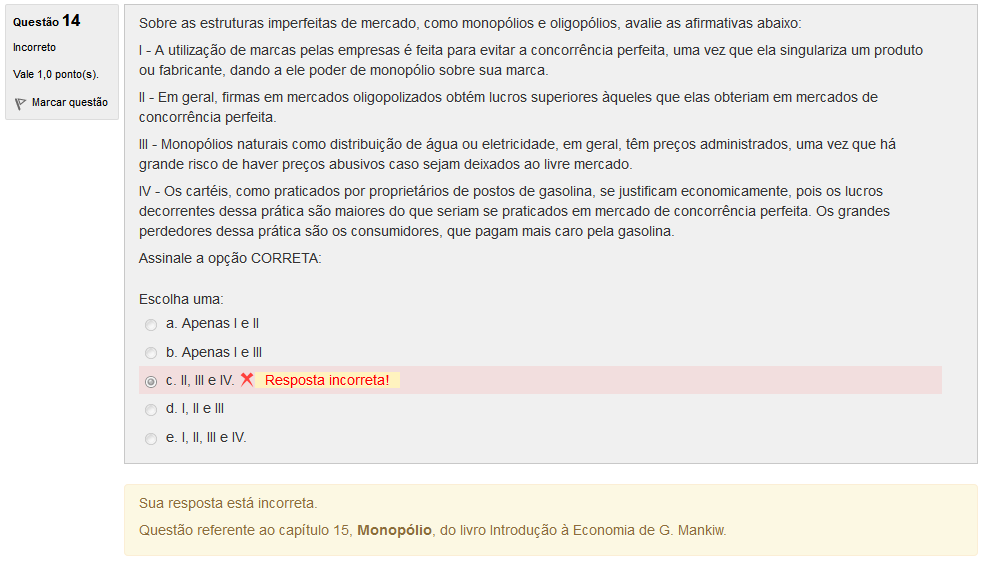 Questão 14
Incorreto
Vale 1,0 ponto(s).
Marcar questão
Sobre as estruturas imperfeitas de mercado, como monopólios e oligopólios, avalie as afirmativas abaixo:
I - A utilização de marcas pelas empresas é feita para evitar a concorrência perfeita, uma vez que ela singulariza um produto
ou fabricante, dando a ele poder de monopólio sobre sua marca.
II - Em geral, firmas em mercados oligopolizados obtém lucros superiores àqueles que elas obteriam em mercados de
concorrência perfeita.
III - Monopólios naturais como distribuição de água ou eletricidade, em geral, têm preços administrados, uma vez que há
grande risco de haver preços abusivos caso sejam deixados ao livre mercado.
IV - Os cartéis, como praticados por proprietários de postos de gasolina, se justificam economicamente, pois os lucros
decorrentes dessa prática são maiores do que seriam se praticados em mercado de concorrência perfeita. Os grandes
perdedores dessa prática são os consumidores, que pagam mais caro pela gasolina.
Assinale a opção CORRETA:
Escolha uma:
a. Apenas I e II
b. Apenas I e III
c. II, III e IV. Resposta incorreta!
d. I, II e III
e. I, II, III e IV.
Sua resposta está incorreta.
Questão referente ao capítulo 15, Monopólio, do livro Introdução à Economia de G. Mankiw.